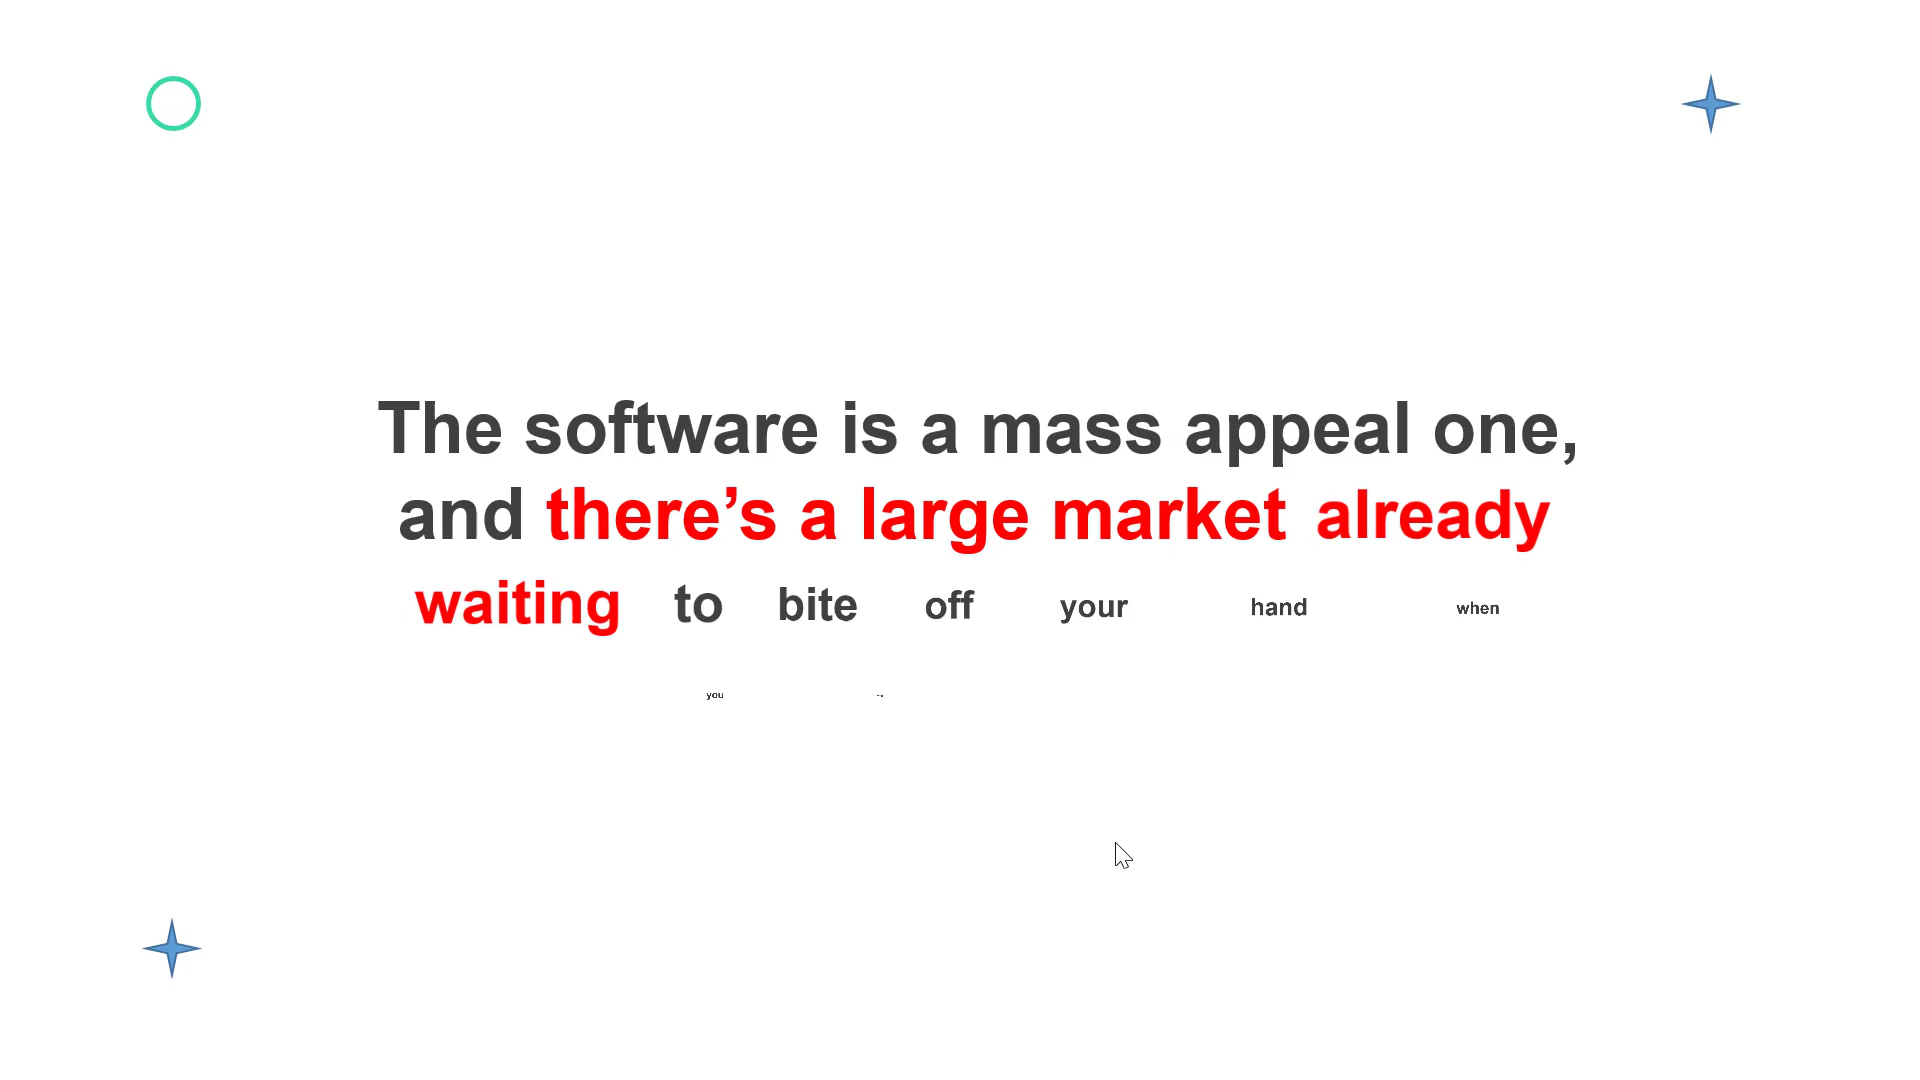 The software is a mass appeal one,
and there’s a large market already
waiting to bite off your hand when
you